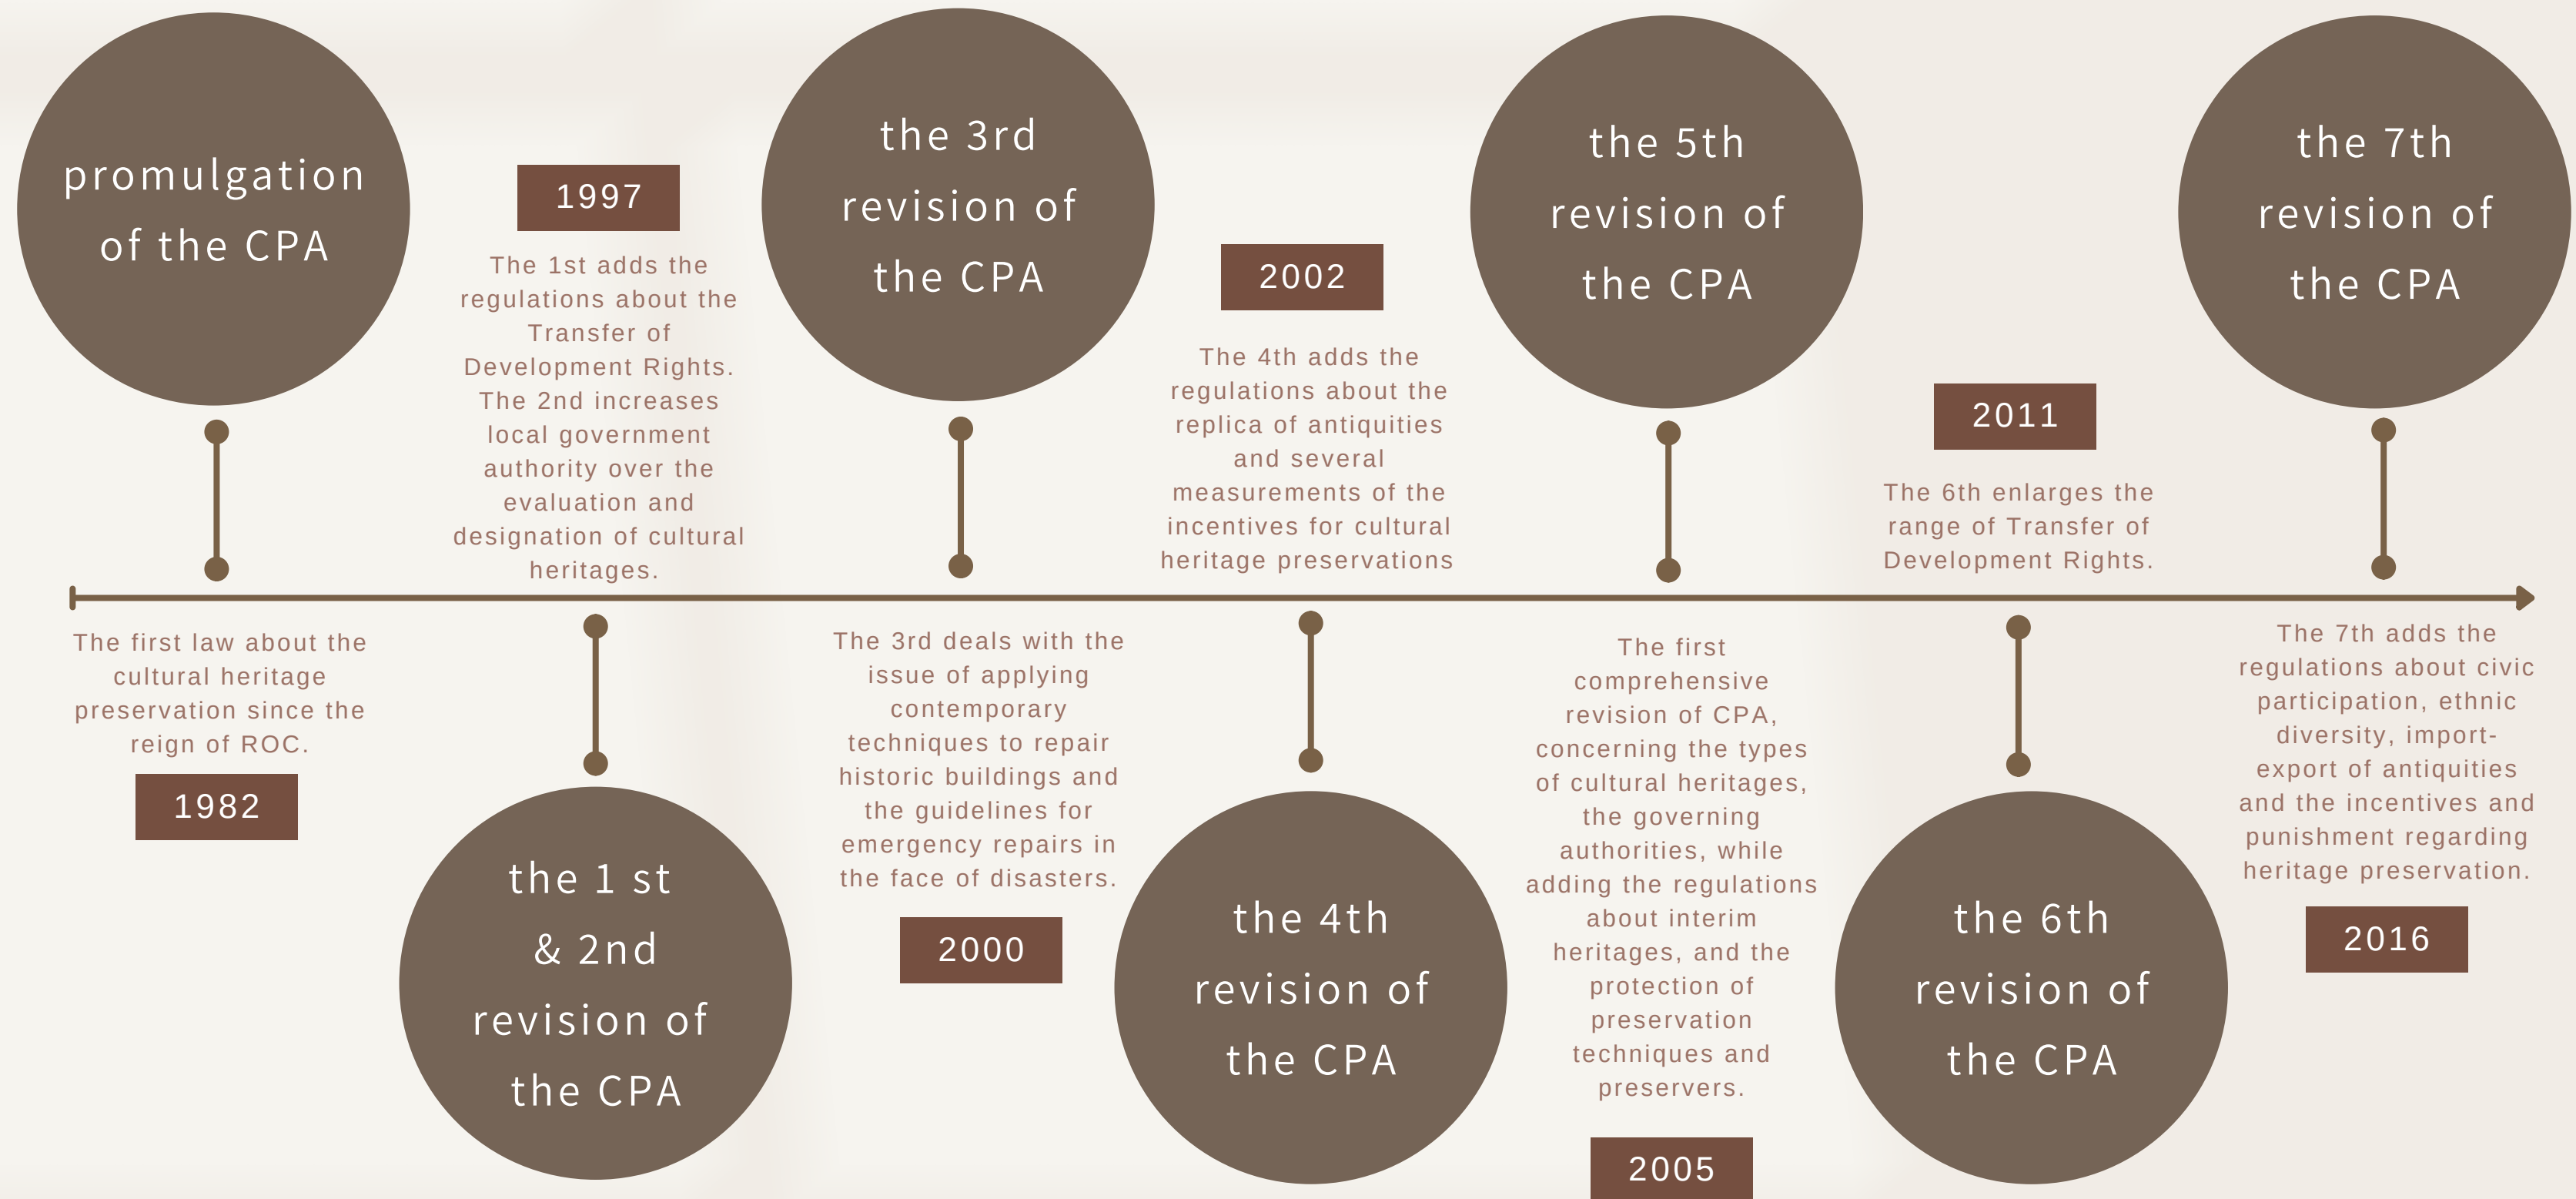 promulgation
of the CPA
The first law about the
cultural heritage
preservation since the
reign of ROC.
1982
1997
The 1st adds the
regulations about the
Transfer of
Development Rights.
The 2nd increases
local government
authority over the
evaluation and
designation of cultural
heritages.
the 1 st
& 2nd
revision of
the CPA
the 3rd
revision of
the CPA
The 3rd deals with the
issue of applying
contemporary
techniques to repair
historic buildings and
the guidelines for
emergency repairs in
the face of disasters.
2000
2002
The 4th adds the
regulations about the
replica of antiquities
and several
measurements of the
incentives for cultural
heritage preservations
the 4th
revision of
the CPA
the 5th
revision of
the CPA
The first
comprehensive
revision of CPA,
concerning the types
of cultural heritages,
the governing
authorities, while
adding the regulations
about interim
heritages, and the
protection of
preservation
techniques and
preservers.
2005
2011
The 6th enlarges the
range of Transfer of
Development Rights.
the 6th
revision of
the CPA
the 7th
revision of
the CPA
The 7th adds the
regulations about civic
participation, ethnic
diversity, import-
export of antiquities
and the incentives and
punishment regarding
heritage preservation.
2016